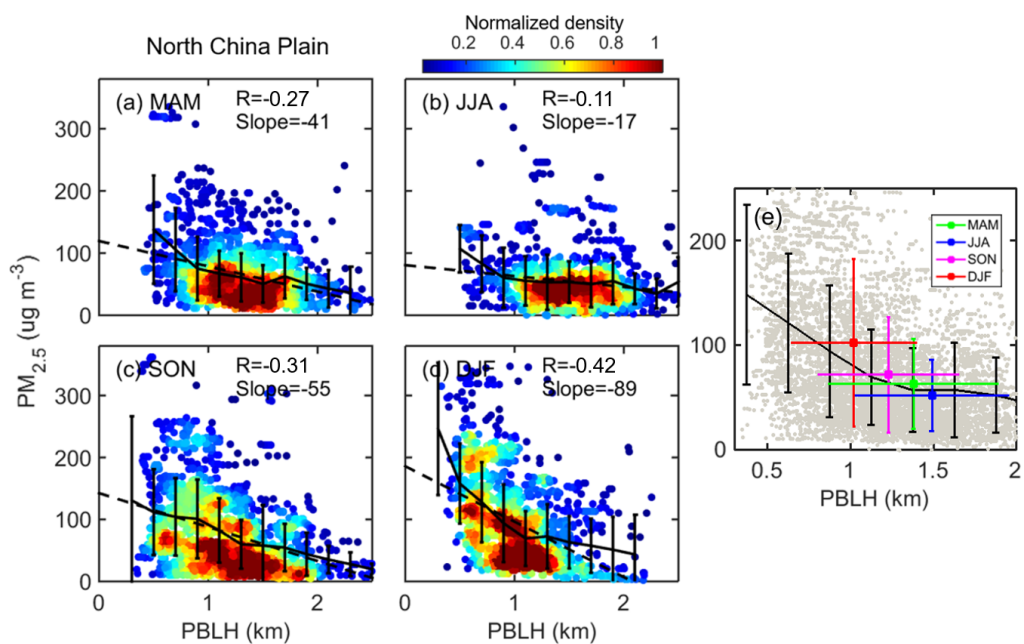 Normalized density
North China Plain
0.2 0.4 0.6 0.8 1
(a) MAM
R=-0.27
Slope=-41
(b) JJA
R=-0.11
Slope=-17
300
200
100
0
PM2.5 (ug m-3)
(c) SON
R=-0.31
Slope=-55
(d) DJF
R=-0.42
Slope=-89
300
200
100
0
0 1 2
0 1 2
PBLH (km)
PBLH (km)
(e)
MAM
JJA
SON
DJF
200
100
0
0.5 1 1.5 2
PBLH (km)